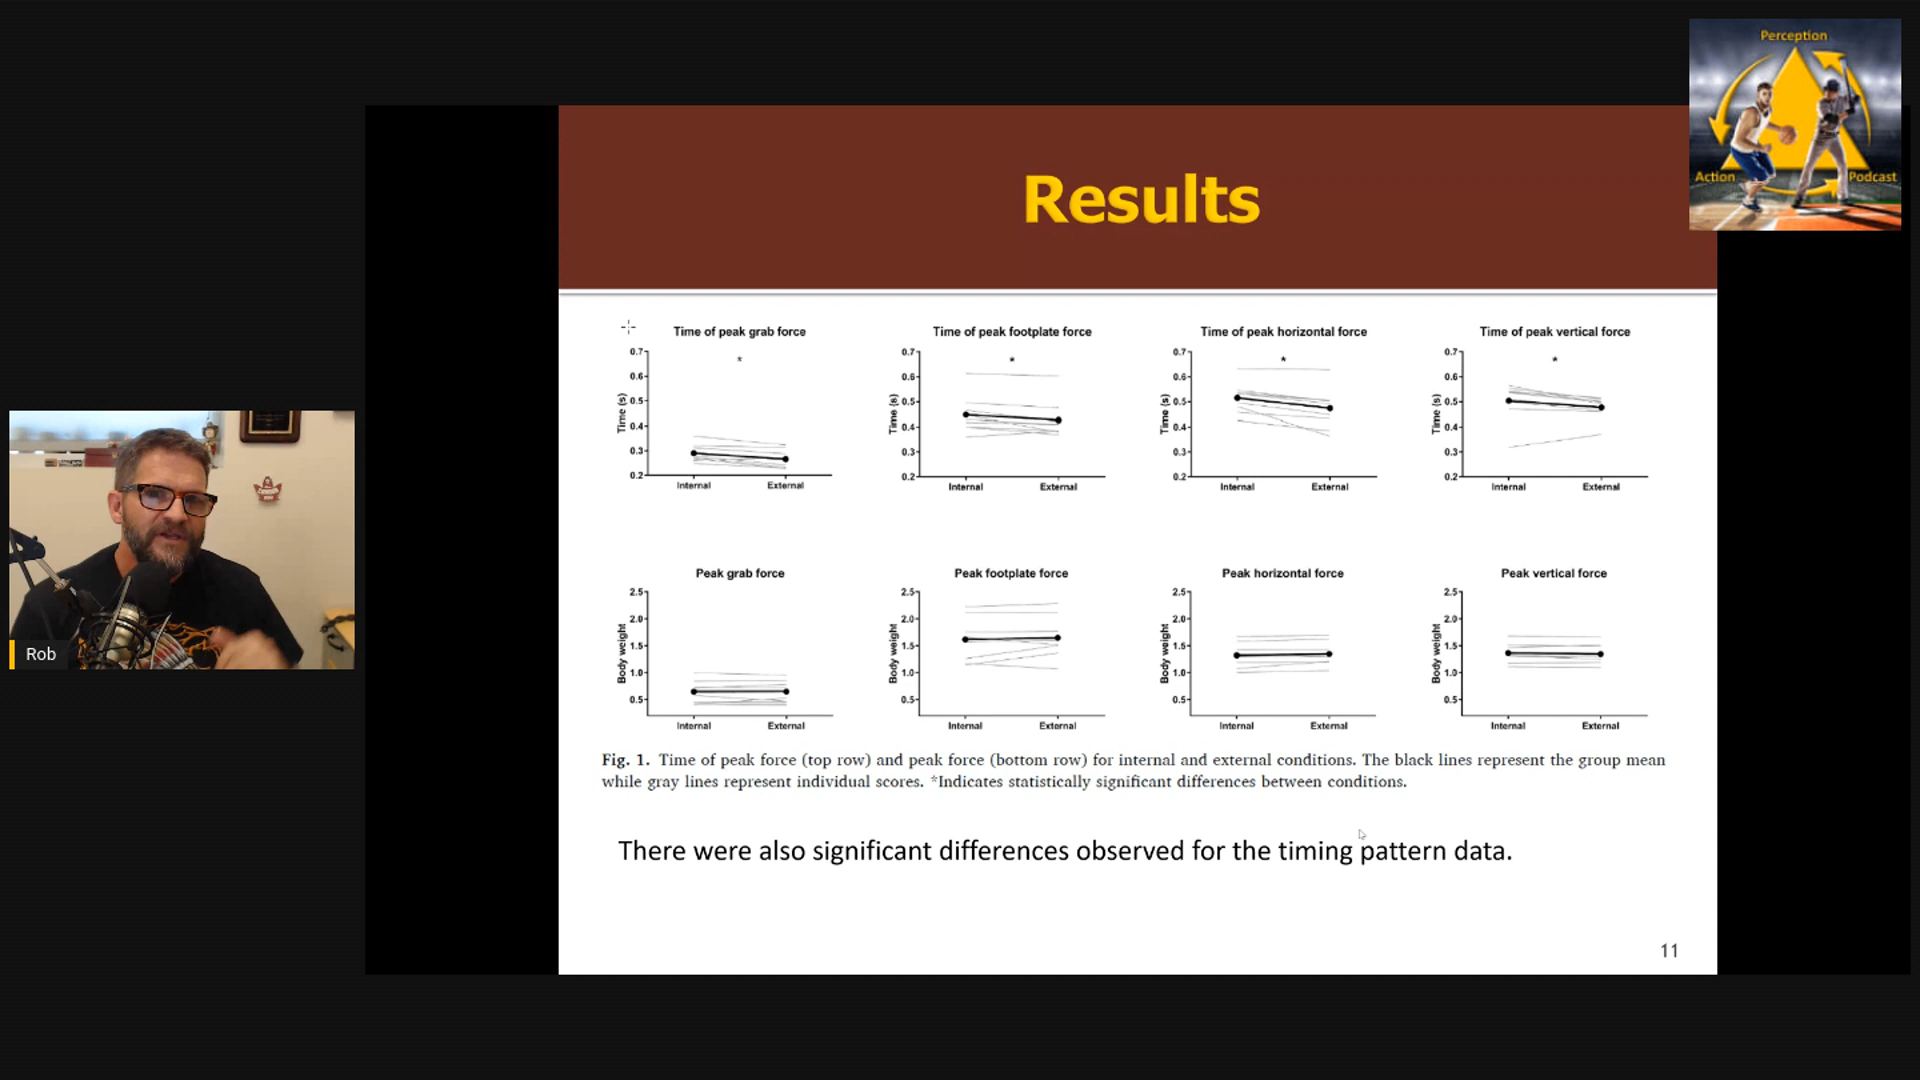 Perception
Action
Podcast
Results
Time of peak grab force
*
Time (s)
0.7
0.6
0.5
0.4
0.3
0.2
Internal
External
Time of peak footplate force
*
Time (s)
0.7
0.6
0.5
0.4
0.3
0.2
Internal
External
Time of peak horizontal force
*
Time (s)
0.7
0.6
0.5
0.4
0.3
0.2
Internal
External
Time of peak vertical force
*
Time (s)
0.7
0.6
0.5
0.4
0.3
0.2
Internal
External
Peak grab force
Body weight
2.5
2.0
1.5
1.0
0.5
Internal
External
Peak footplate force
Body weight
2.5
2.0
1.5
1.0
0.5
Internal
External
Peak horizontal force
Body weight
2.5
2.0
1.5
1.0
0.5
Internal
External
Peak vertical force
Body weight
2.5
2.0
1.5
1.0
0.5
Internal
External
Fig. 1. Time of peak force (top row) and peak force (bottom row) for internal and external conditions. The black lines represent the group mean
while gray lines represent individual scores. *Indicates statistically significant differences between conditions.
There were also significant differences observed for the timing pattern data.
11
Rob